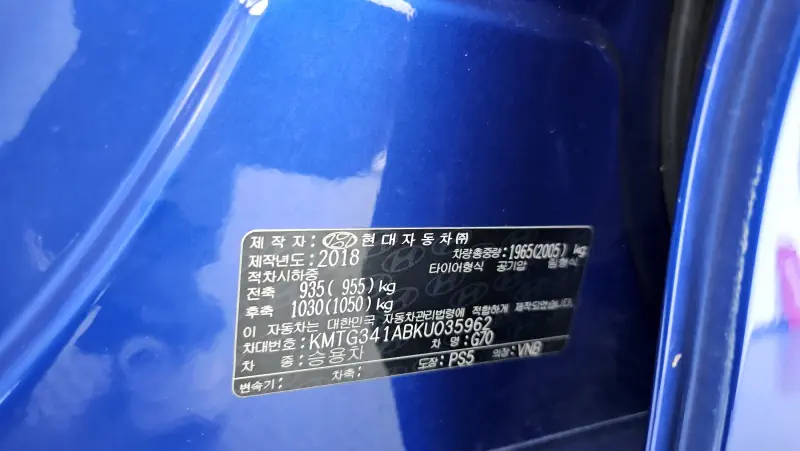 제 작 자: 현대자동차㈜
제작년도: 2018 차량총중량: 1965(2005) kg
적차시하중 타이어형식 공기압 림형식
전축 935( 955) kg
후축 1030(1050) kg
이 자동차는 대한민국 자동차관리법령에 적합하게 제작되었습니다.
차대번호: KMTG341ABKU035962
차 종: 승용차 차 명: G70
변속기: 차축: 도장: PS5 의장: VNB